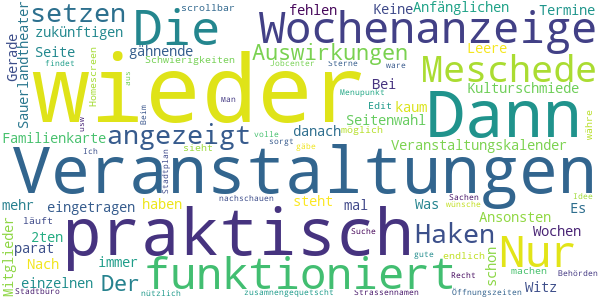 setzen
Die
scrollbar
Wochenanzeige
fehlen
Keine
Anfänglichen
Termine
zukünftigen
Seite
gähnende
Auswirkungen
Leere
Gerade
Sauerlandtheater
findet
Homescreen
aus
Schwierigkeiten
Jobcenter
Sterne
ware
wieder
Bei
Menüpunkt
Meschede
Kulturschmiede
Edit
kaum
Dann
Seitenwahl
möglich
währe
Familienkarte
usw
angezeigt
Beim
Man
danach
volle
sorgt
Veranstaltungskalender
Ich
Stadtplan
sieht
gäbe
Veranstaltungen
Idee
mehr
eingetragen
haben
nachschauen
steht
mal
wünsche
Was
Sachen
Ansonsten
Es
Mitglieder
läuft
2ten
praktisch
Suche
Haken
Wochen
Nur
parat
immer
gute
endlich
schon
Nach
einzelnen
Der
funktioniert
Recht
machen
Witz
Behörden
Stadtbüro
nützlich
zusammengequetscht
Strassennamen
Öffnungszeiten